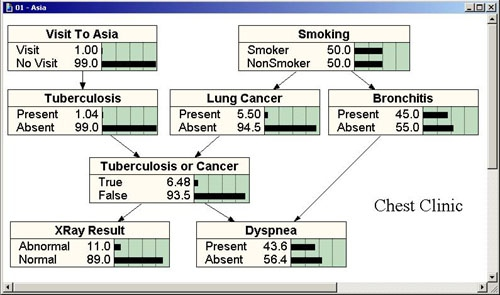 01 - Asia
Visit To Asia
Visit 1.00
No Visit 99.0
Smoking
Smoker 50.0
NonSmoker 50.0
Tuberculosis
Present 1.04
Absent 99.0
Lung Cancer
Present 5.50
Absent 94.5
Bronchitis
Present 45.0
Absent 55.0
Tuberculosis or Cancer
True 6.48
False 93.5
Chest Clinic
XRay Result
Abnormal 11.0
Normal 89.0
Dyspnea
Present 43.6
Absent 56.4